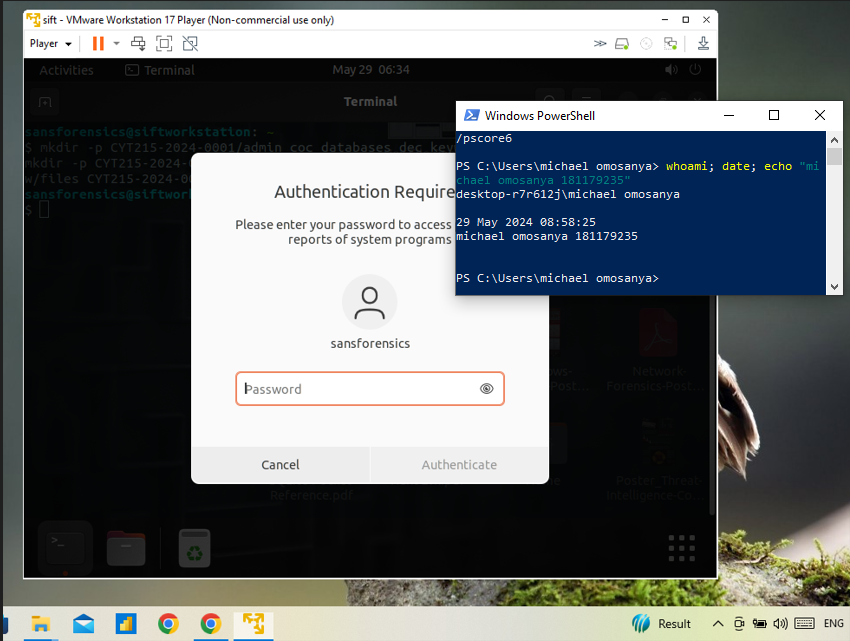 sift - VMware Workstation 17 Player (Non-commercial use only)
Player
Activities
Terminal
May 29 06:34
Terminal
sansforensics@siftworkstation: ~
$ mkdir -p CYT215-2024-0001/admin coc databases dec key
mkdir -p CYT215-2024-0
w/files CYT215-2024-00
sansforensics@siftwork
$
Authentication Require
Please enter your password to access
reports of system programs
sansforensics
Password
Cancel
Authenticate
Windows PowerShell
/pscore6
PS C:\Users\michael omosanya> whoami; date; echo "mi
chael omosanya 181179235"
desktop-r7r612j\michael omosanya
29 May 2024 08:58:25
michael omosanya 181179235
PS C:\Users\michael omosanya>
Network-
Forensics-Post...
Reference.pdf
Poster_Threat-
Intelligence-Co...
Result
ENG